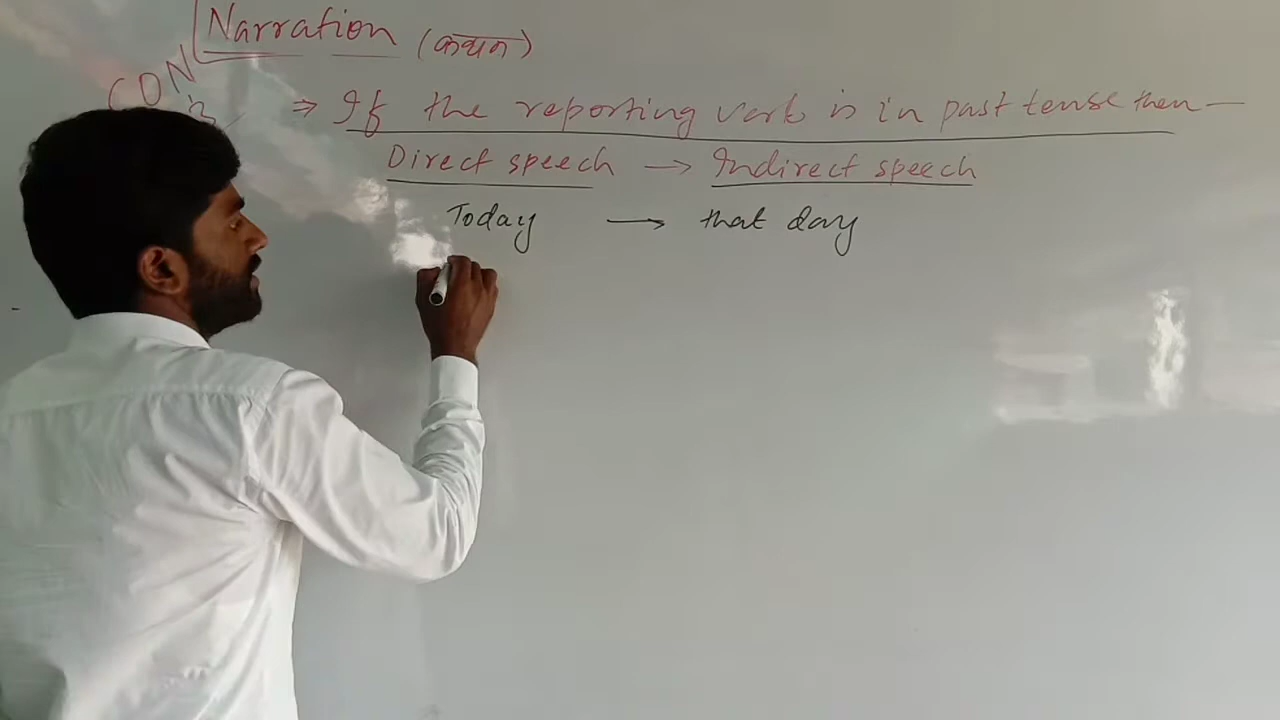 Narration (कथन)
CON
⇒ If the reporting verb is in past tense then —
Direct speech → Indirect speech
Today → that day